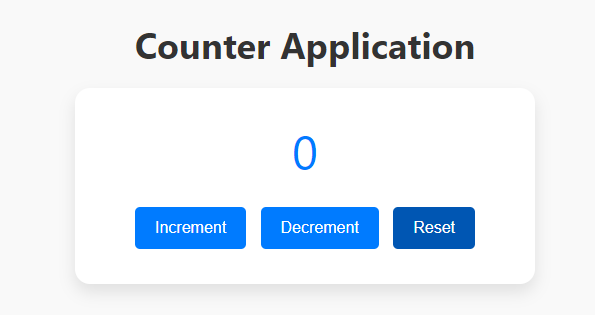 Counter Application
0
Increment Decrement Reset